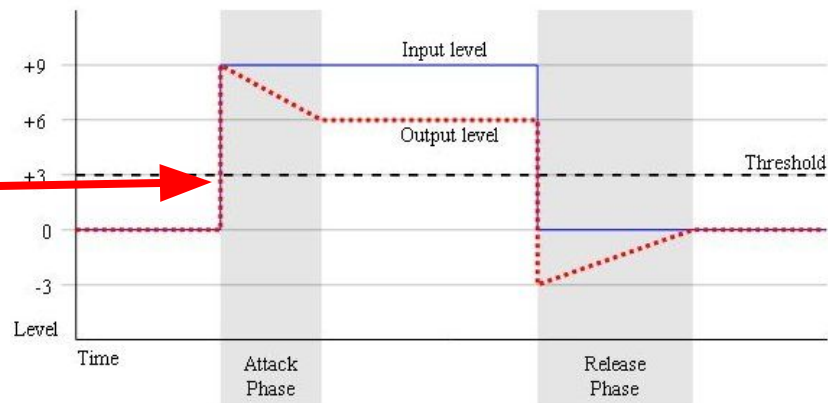 +9
Input level
+6
Output level
Threshold
+3
0
-3
Level
Time
Attack
Phase
Release
Phase